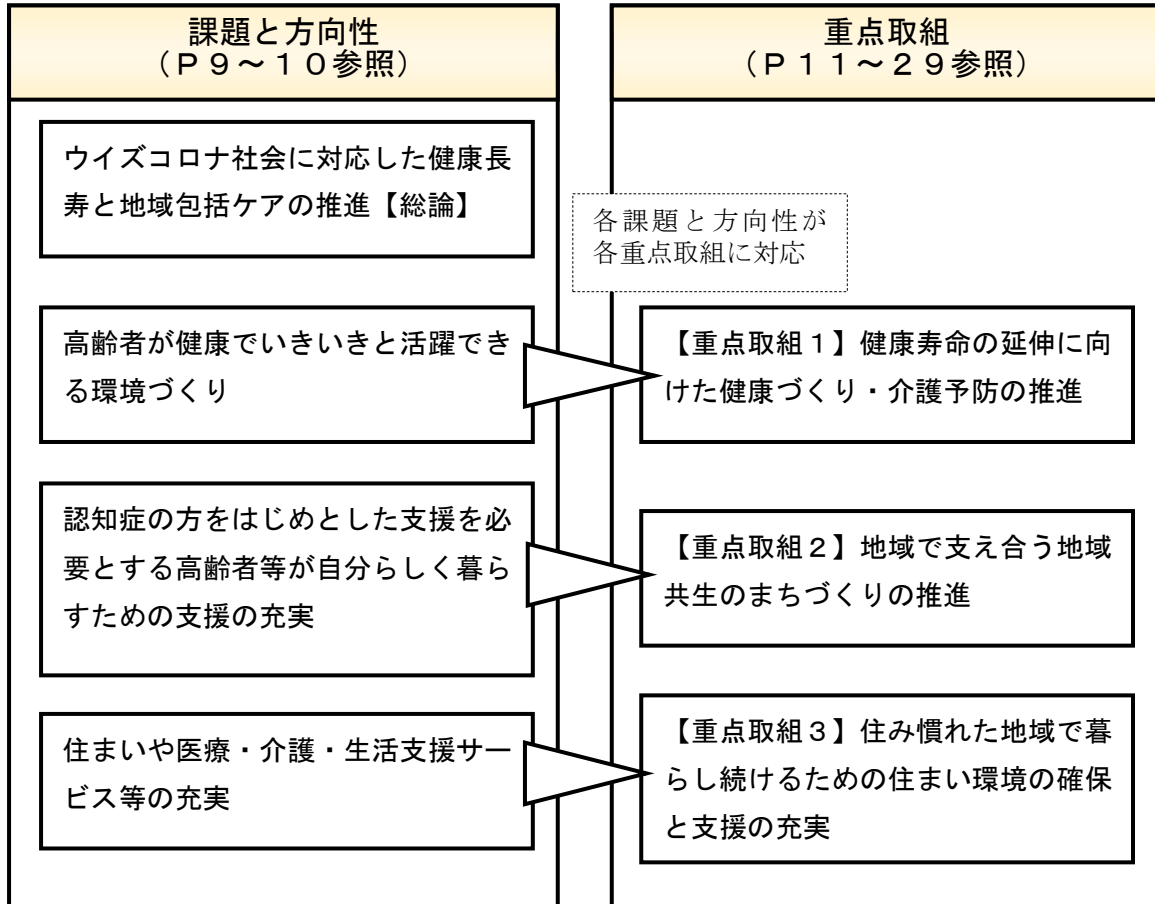 課題と方向性
（Ｐ９～１０参照）
ウイズコロナ社会に対応した健康長
寿と地域包括ケアの推進【総論】
高齢者が健康でいきいきと活躍でき
る環境づくり
認知症の方をはじめとした支援を必
要とする高齢者等が自分らしく暮ら
すための支援の充実
住まいや医療・介護・生活支援サー
ビス等の充実
各課題と方向性が
各重点取組に対応
重点取組
（Ｐ１１～２９参照）
【重点取組１】健康寿命の延伸に向
けた健康づくり・介護予防の推進
【重点取組２】地域で支え合う地域
共生のまちづくりの推進
【重点取組３】住み慣れた地域で暮
らし続けるための住まい環境の確保
と支援の充実